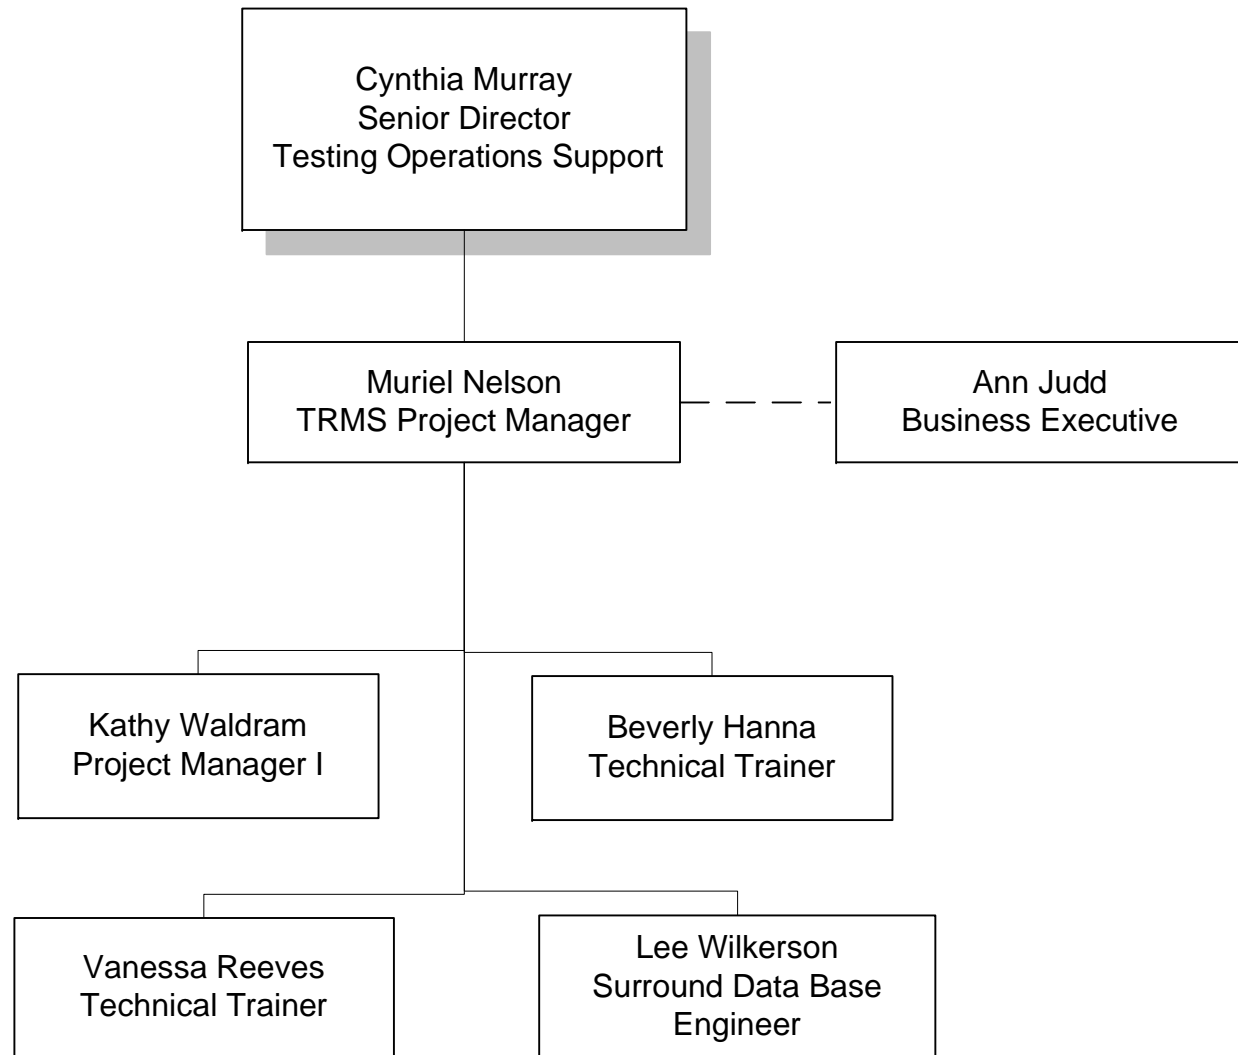 Cynthia Murray
Senior Director
Testing Operations Support
Muriel Nelson
TRMS Project Manager
Ann Judd
Business Executive
Kathy Waldram
Project Manager I
Beverly Hanna
Technical Trainer
Vanessa Reeves
Technical Trainer
Lee Wilkerson
Surround Data Base
Engineer